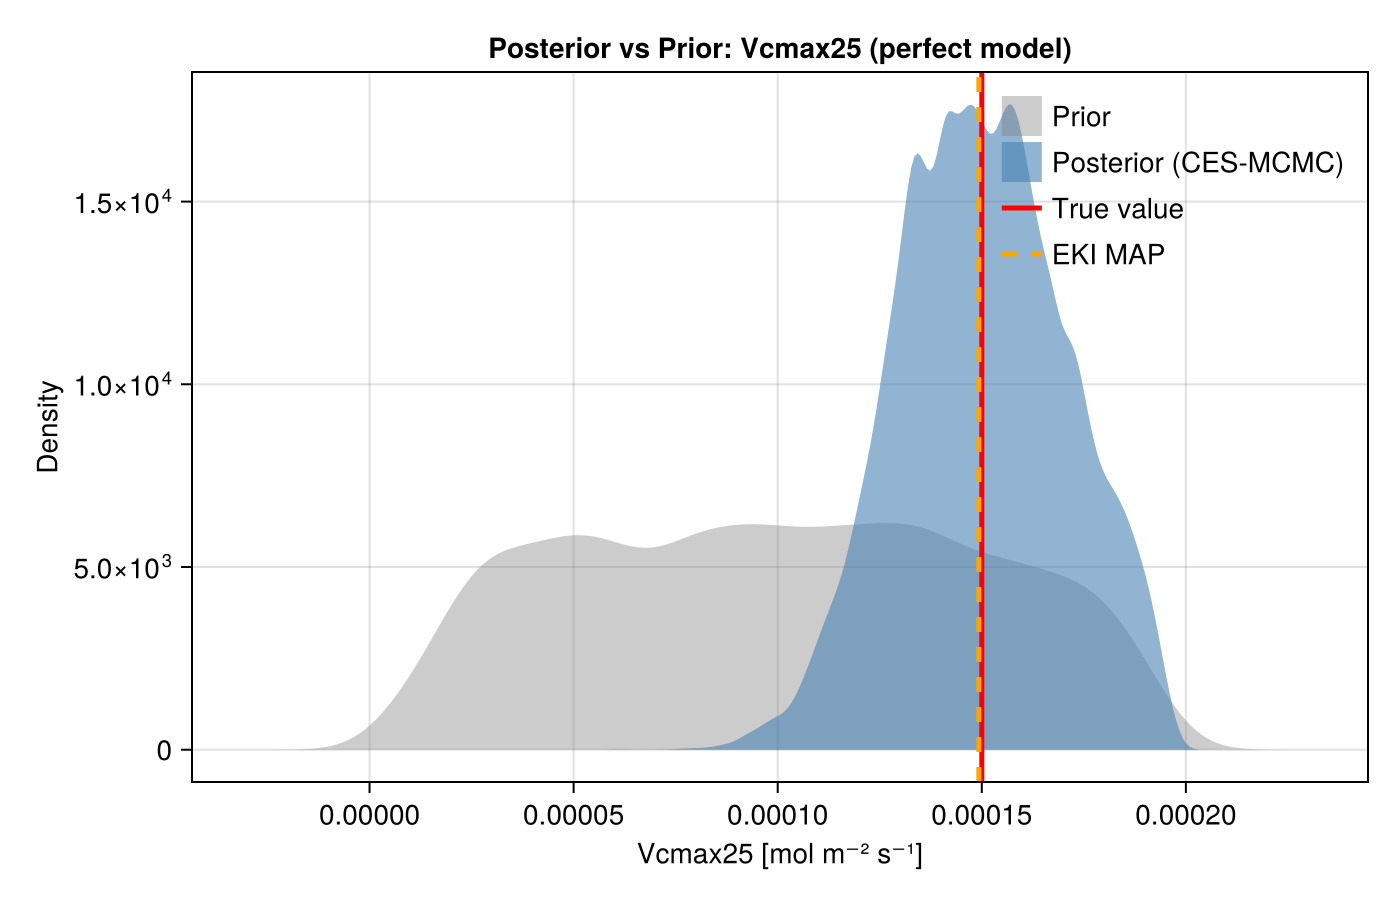 Posterior vs Prior: Vcmax25 (perfect model)
Prior
Posterior (CES-MCMC)
True value
EKI MAP
Density
1.5×10⁴
1.0×10⁴
5.0×10³
0
0.00000 0.00005 0.00010 0.00015 0.00020
Vcmax25 [mol m⁻² s⁻¹]